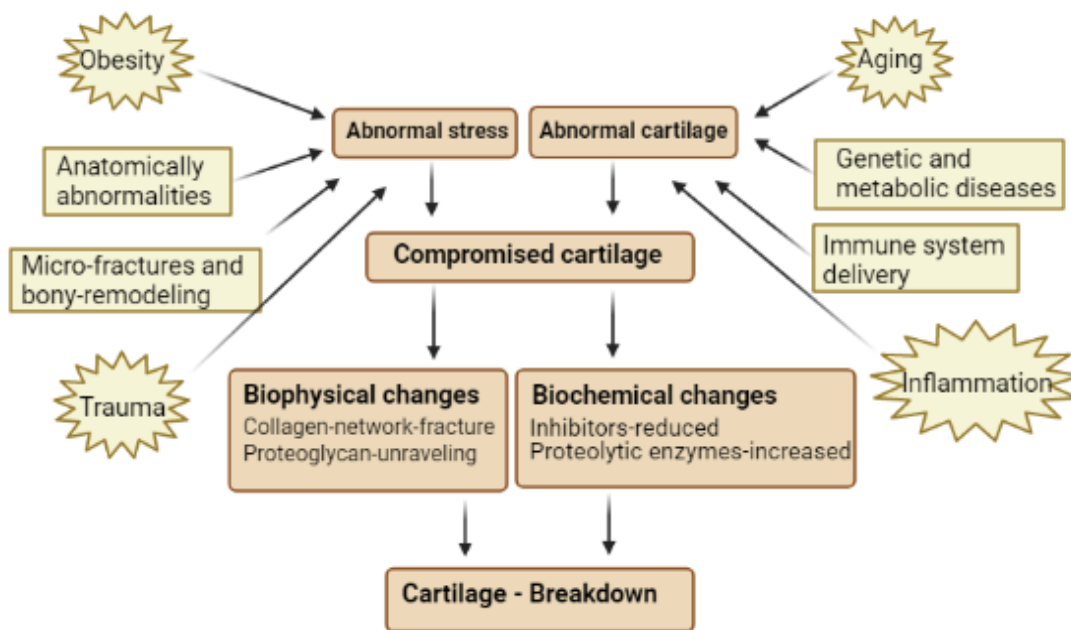 Obesity
Aging
Abnormal stress
Abnormal cartilage
Anatomically
abnormalities
Genetic and
metabolic diseases
Micro-fractures and
bony-remodeling
Compromised cartilage
Immune system
delivery
Trauma
Biophysical changes
Collagen-network-fracture
Proteoglycan-unraveling
Biochemical changes
Inhibitors-reduced
Proteolytic enzymes-increased
Inflammation
Cartilage - Breakdown